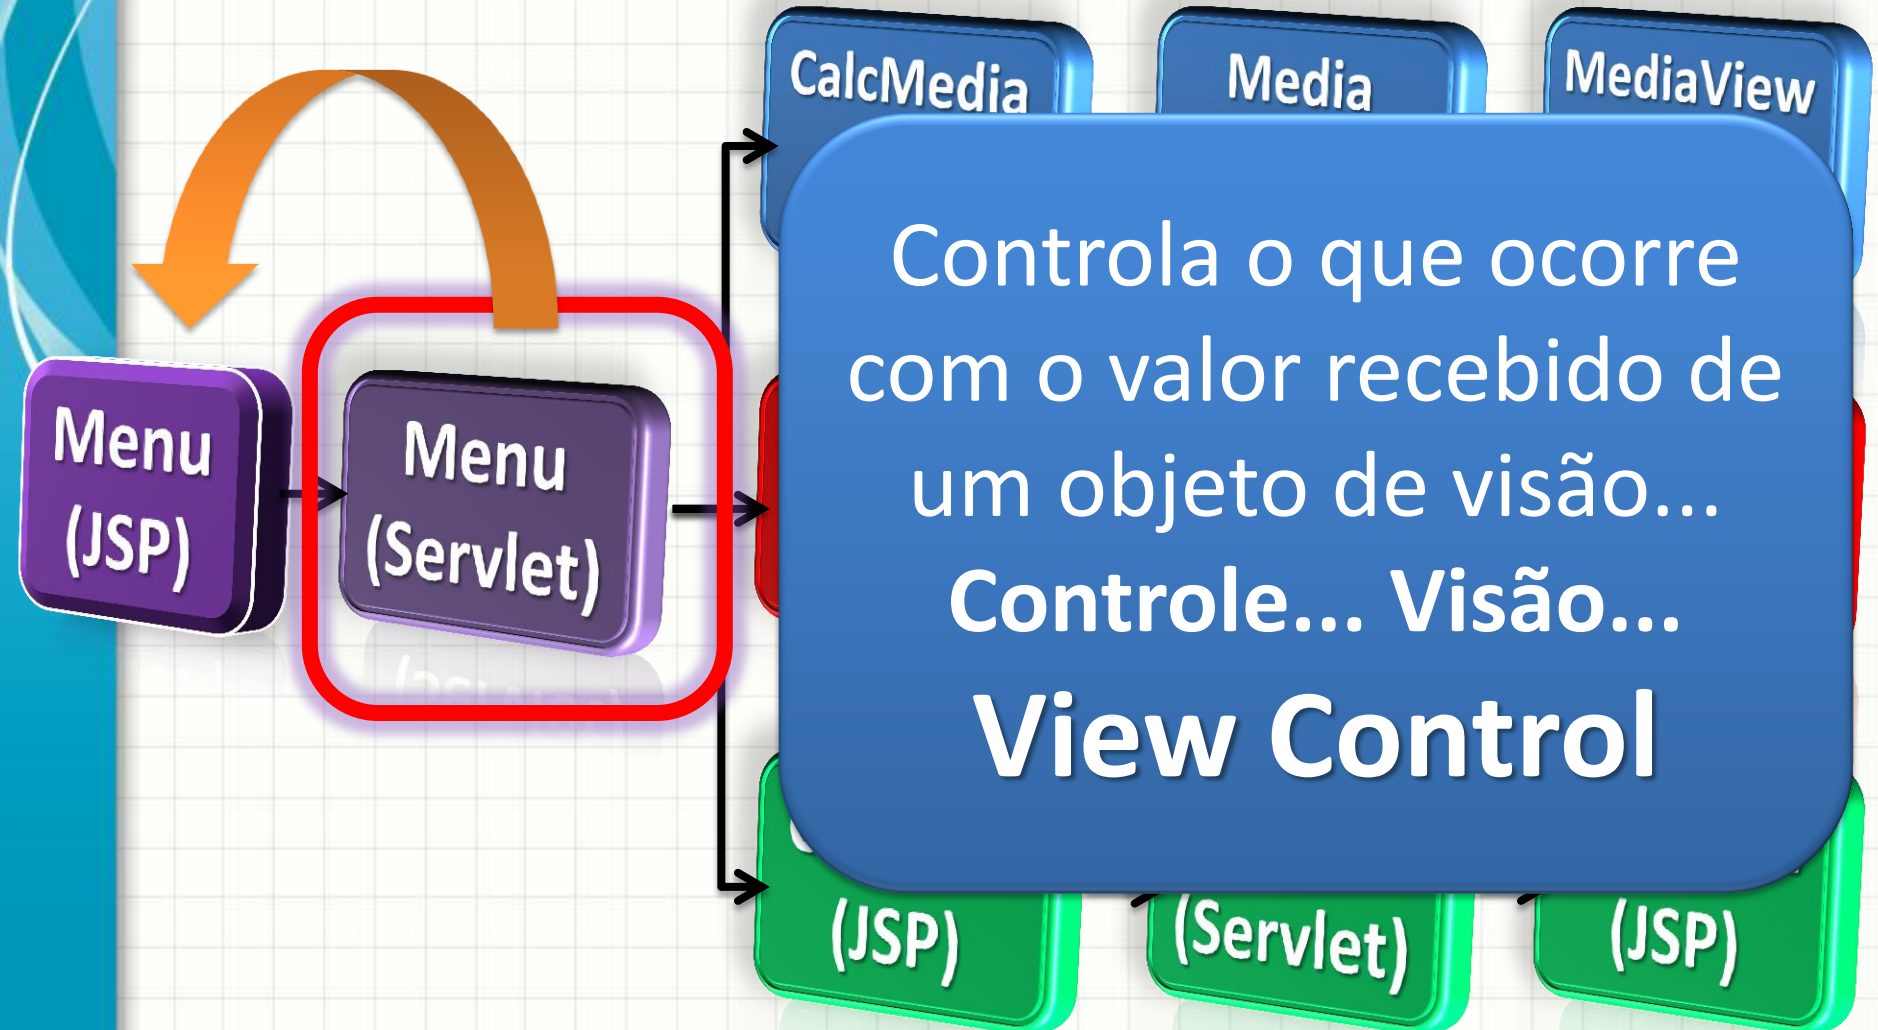 CalcMedia
Media
MediaView
Controla o que ocorre
com o valor recebido de
um objeto de visão...
Controle... Visão...
View Control
Menu
(JSP)
Menu
(Servlet)
(JSP)
(Servlet)
(JSP)